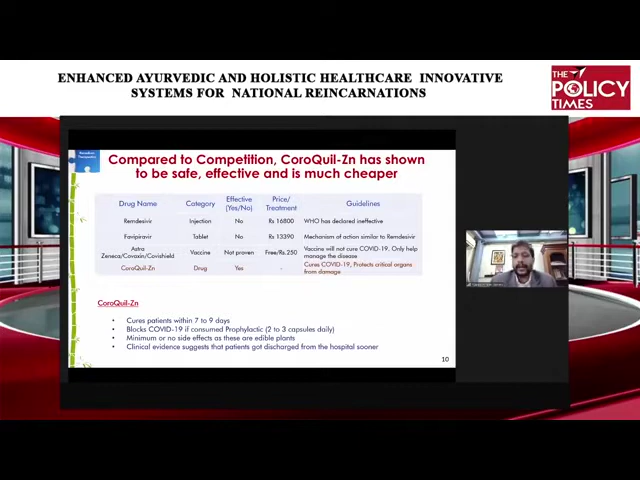 ENHANCED AYURVEDIC AND HOLISTIC HEALTHCARE INNOVATIVE
SYSTEMS FOR NATIONAL REINCARNATIONS
THE
POLICY
TIMES
Compared to Competition, CoroQuil-Zn has shown
to be safe, effective and is much cheaper
Drug Name Category Effective (Yes/No) Price/ Treatment Guidelines
Remdesivir Injection No Rs 16800 WHO has declared ineffective
Favipiravir Tablet No Rs 13390 Mechanism of action similar to Remdesivir
Astra Zeneca/Covaxin/Covishield Vaccine Not proven Free/Rs.250 Vaccine will not cure COVID-19, Only help manage the disease
CoroQuil-Zn Drug Yes - Cures COVID-19, Protects critical organs from damage
CoroQuil-Zn
• Cures patients within 7 to 9 days
• Blocks COVID-19 if consumed Prophylactic (2 to 3 capsules daily)
• Minimum or no side effects as these are edible plants
• Clinical evidence suggests that patients got discharged from the hospital sooner
10